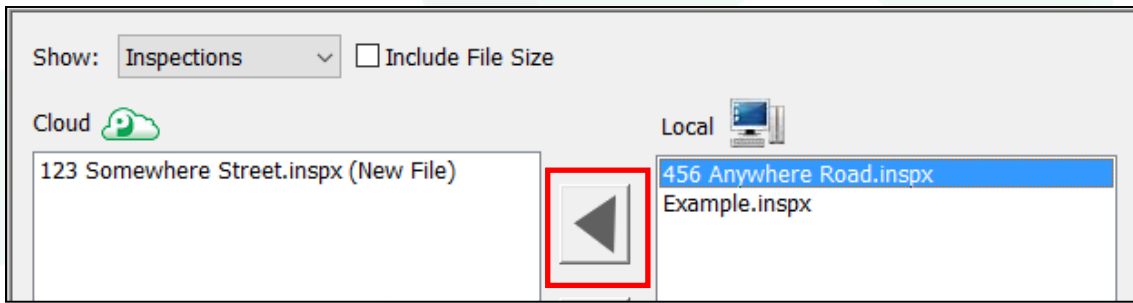 Show: Inspections Include File Size
Cloud
Local
123 Somewhere Street.inspx (New File)
456 Anywhere Road.inspx
Example.inspx